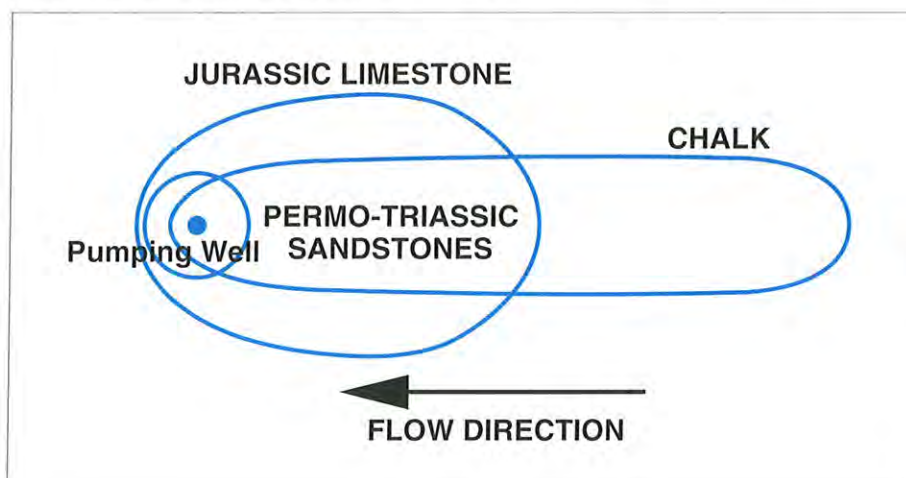 JURASSIC LIMESTONE
CHALK
PERMO-TRIASSIC
SANDSTONES
Pumping Well
FLOW DIRECTION